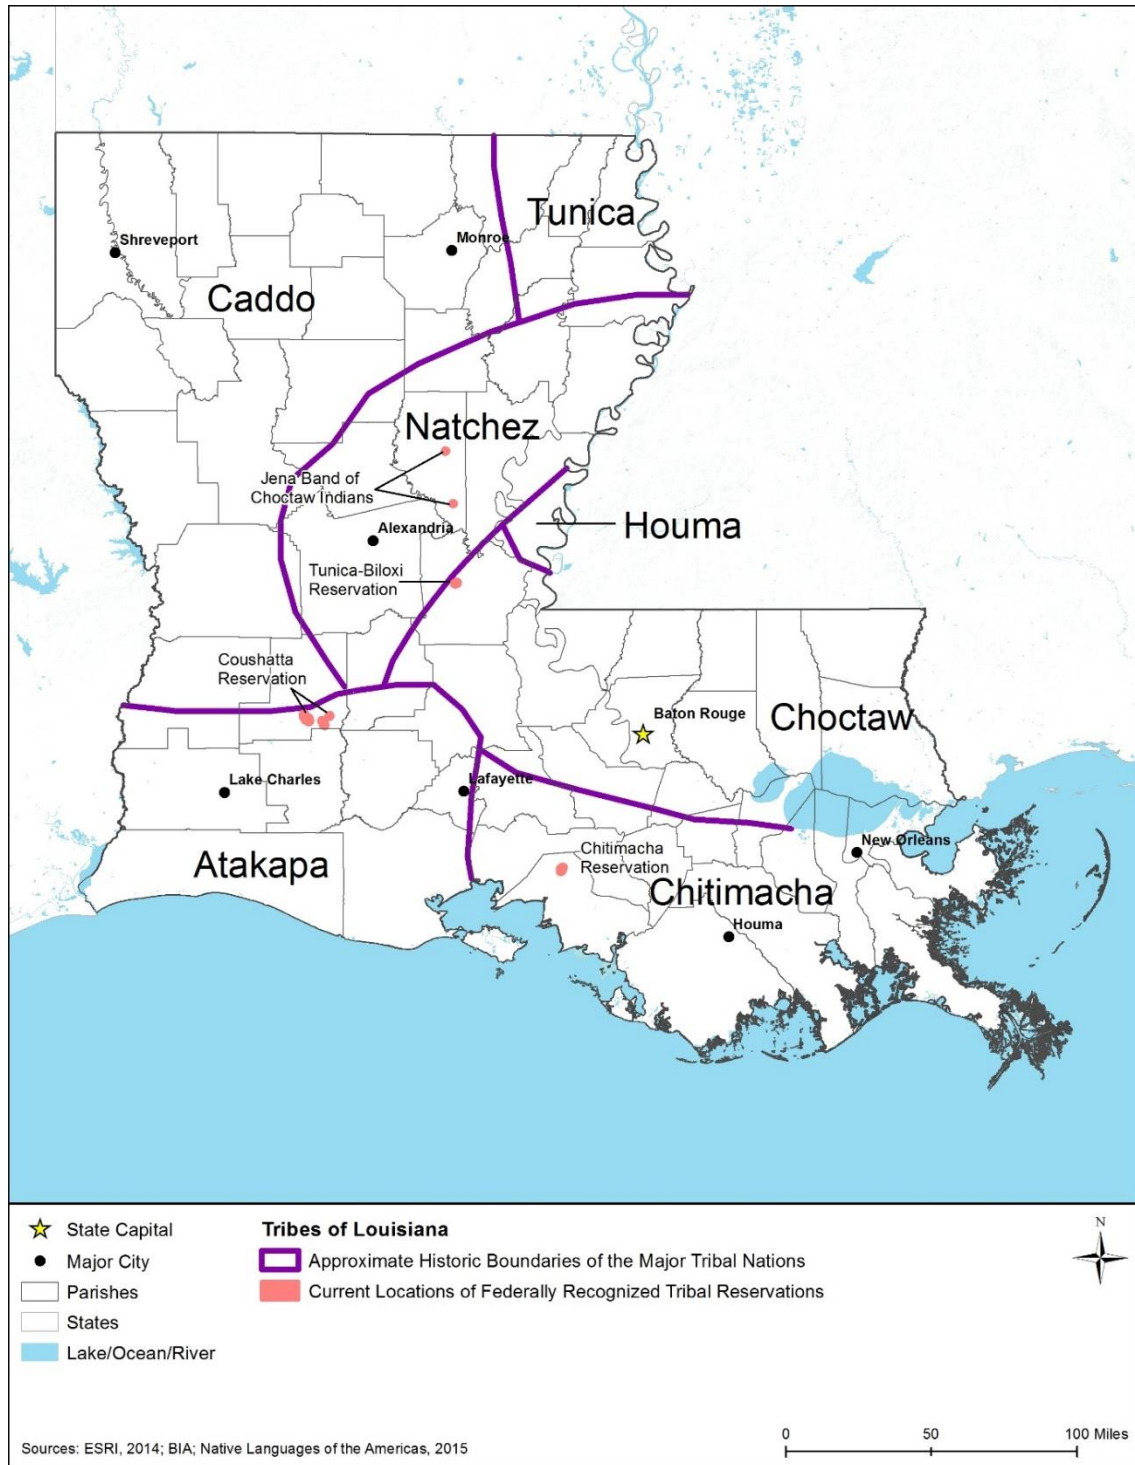 Tunica
Shreveport
Monroe
Caddo
Natchez
Jena Band of
Choctaw Indians
Houma
Alexandria
Tunica-Biloxi
Reservation
Coushatta
Reservation
Baton Rouge
Choctaw
Lake Charles
Lafayette
New Orleans
Chitimacha
Reservation
Atakapa
Chitimacha
Houma
State Capital
Major City
Parishes
States
Lake/Ocean/River
Tribes of Louisiana
Approximate Historic Boundaries of the Major Tribal Nations
Current Locations of Federally Recognized Tribal Reservations
N
Sources: ESRI, 2014; BIA; Native Languages of the Americas, 2015
0 50 100 Miles